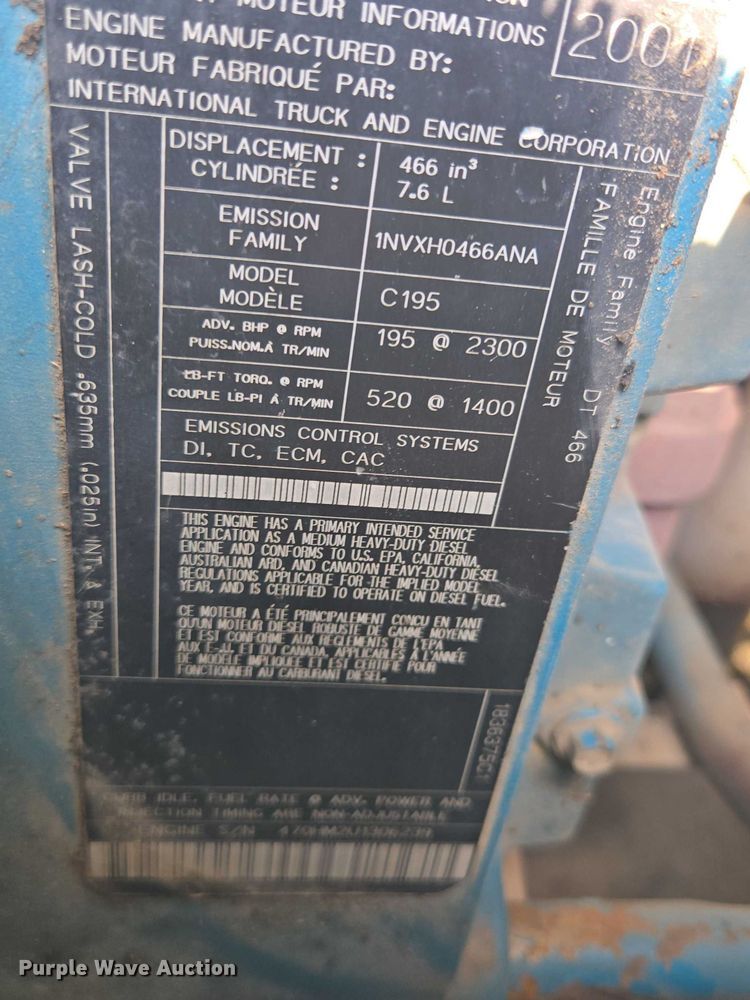 MOTEUR INFORMATIONS
2001
ENGINE MANUFACTURED BY:
MOTEUR FABRIQUÉ PAR:
INTERNATIONAL TRUCK AND ENGINE CORPORATION
DISPLACEMENT :
CYLINDRÉE :
466 in³
7.6 L
EMISSION
FAMILY
1NVXH0466ANA
MODEL
MODÈLE
C195
ADV. BHP @ RPM
PUISS.NOM.À TR/MIN
195 @ 2300
LB-FT TORQ. @ RPM
COUPLE LB-PI À TR/MIN
520 @ 1400
EMISSIONS CONTROL SYSTEMS
DI, TC, ECM, CAC
VALVE LASH-COLD .635mm (.025in) INT. & EXH.
Engine Family DT 466
FAMILLE DE MOTEUR
THIS ENGINE HAS A PRIMARY INTENDED SERVICE
APPLICATION AS A MEDIUM HEAVY-DUTY DIESEL
ENGINE AND CONFORMS TO U.S. EPA, CALIFORNIA,
AUSTRALIAN ARD, AND CANADIAN HEAVY-DUTY DIESEL
REGULATIONS APPLICABLE FOR THE IMPLIED MODEL
YEAR, AND IS CERTIFIED TO OPERATE ON DIESEL FUEL.
CE MOTEUR A ÉTÉ PRINCIPALEMENT CONCU EN TANT
QU'UN MOTEUR DIESEL ROBUSTE DE GAMME MOYENNE
ET EST CONFORME AUX REGLEMENTS DE L'EPA
AUX E-.U. ET DU CANADA, APPLICABLES À L'ANNÉE
DE MODÈLE IMPLIQUÉE ET EST CERTIFIÉ POUR
FONCTIONNER AU CARBURANT DIESEL.
1836375C1
CURB IDLE, FUEL RATE @ ADV. POWER AND
INJECTION TIMING ARE NON-ADJUSTABLE
ENGINE S/N 470HM2U1306239
Purple Wave Auction